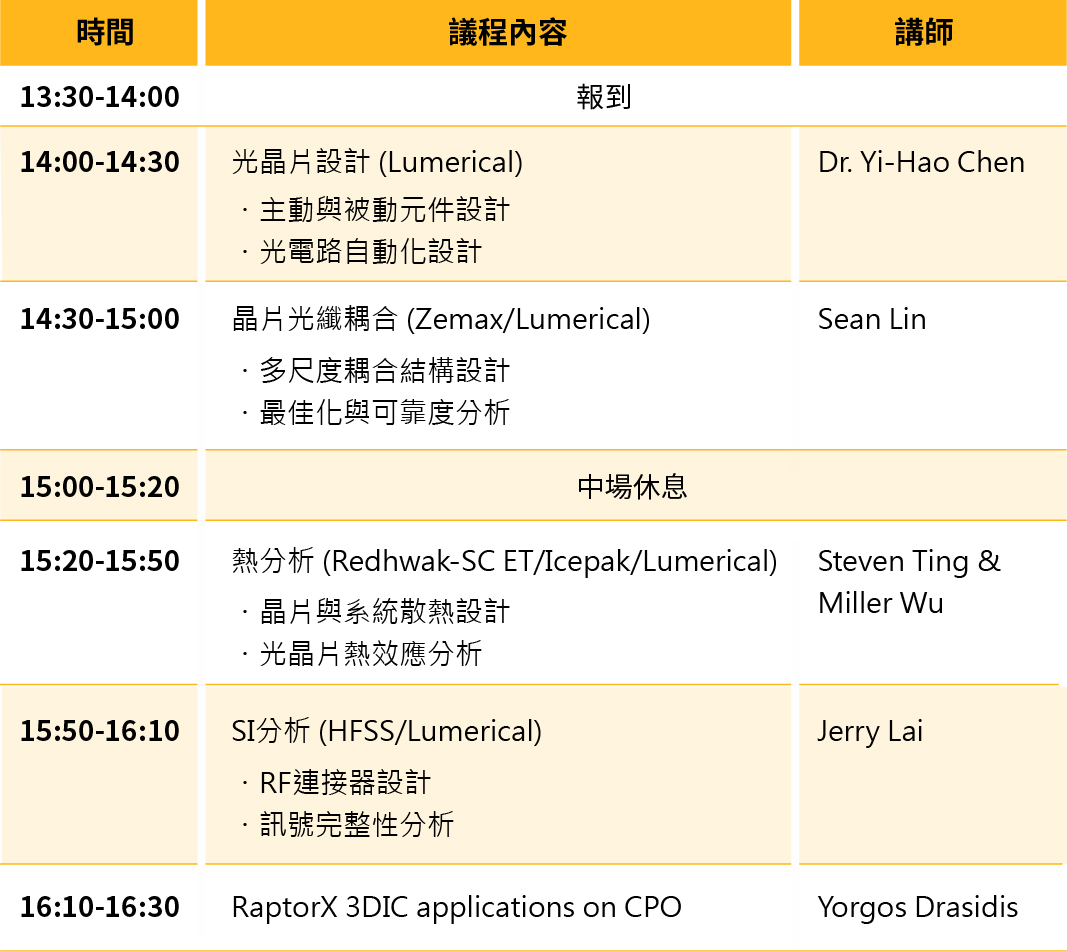 時間 議程內容 講師
13:30-14:00 報到
14:00-14:30 光晶片設計 (Lumerical) Dr. Yi-Hao Chen
．主動與被動元件設計
．光電路自動化設計
14:30-15:00 晶片光纖耦合 (Zemax/Lumerical) Sean Lin
．多尺度耦合結構設計
．最佳化與可靠度分析
15:00-15:20 中場休息
15:20-15:50 熱分析 (Redhwak-SC ET/Icepak/Lumerical) Steven Ting &
Miller Wu
．晶片與系統散熱設計
．光晶片熱效應分析
15:50-16:10 SI分析 (HFSS/Lumerical) Jerry Lai
．RF連接器設計
．訊號完整性分析
16:10-16:30 RaptorX 3DIC applications on CPO Yorgos Drasidis